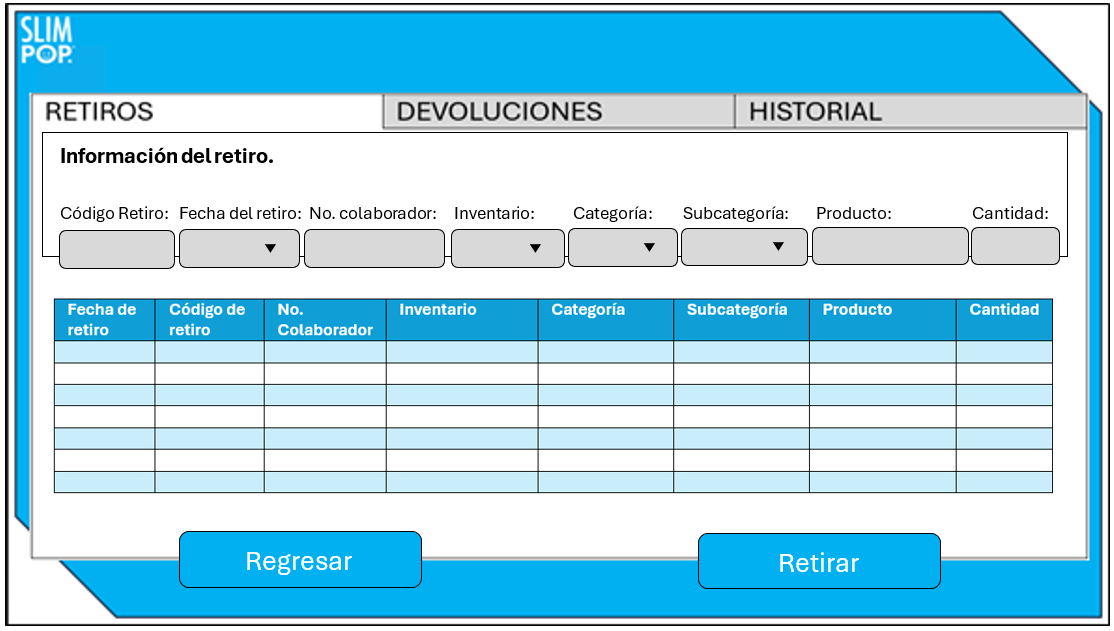 SLIM
POP.
RETIROS DEVOLUCIONES HISTORIAL
Información del retiro.
Código Retiro: Fecha del retiro: No. colaborador: Inventario: Categoría: Subcategoría: Producto: Cantidad:
Fecha de retiro Código de retiro No. Colaborador Inventario Categoría Subcategoría Producto Cantidad
Regresar Retirar